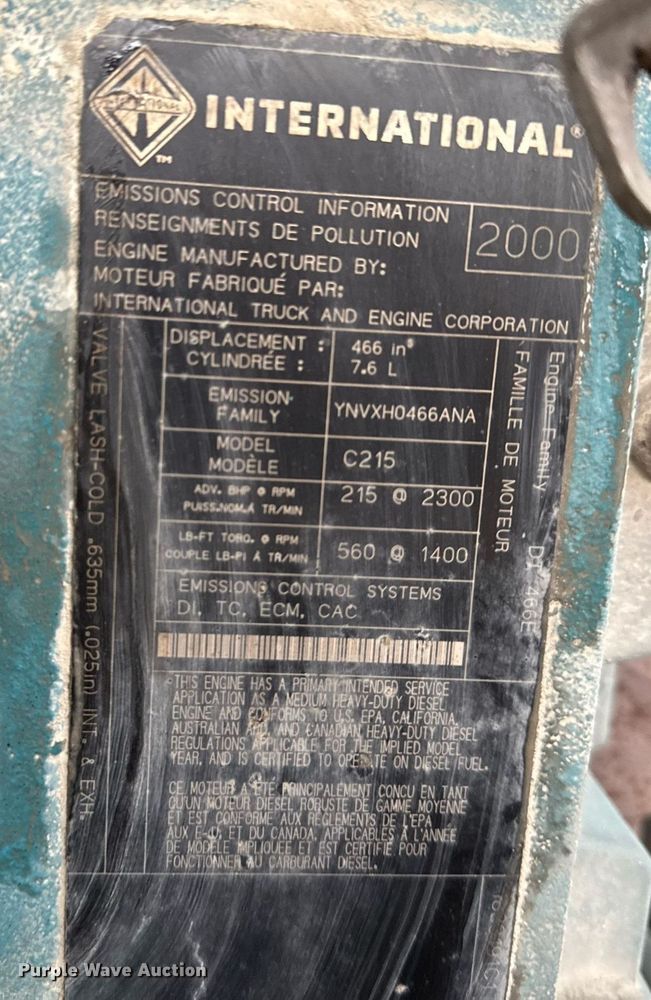 INTERNATIONAL®
TM
EMISSIONS CONTROL INFORMATION
RENSEIGNMENTS DE POLLUTION
2000
ENGINE MANUFACTURED BY:
MOTEUR FABRIQUÉ PAR:
INTERNATIONAL TRUCK AND ENGINE CORPORATION
DISPLACEMENT : 466 in³
CYLINDRÉE : 7.6 L
EMISSION FAMILY YNVXH0466ANA
MODEL
MODÈLE C215
ADV. BHP @ RPM
PUISS.NOM.À TR/MIN 215 @ 2300
LB-FT TORQ. @ RPM
COUPLE LB-PI À TR/MIN 560 @ 1400
EMISSIONS CONTROL SYSTEMS
DI, TC, ECM, CAC
THIS ENGINE HAS A PRIMARY INTENDED SERVICE
APPLICATION AS A MEDIUM HEAVY-DUTY DIESEL
ENGINE AND CONFORMS TO U.S. EPA, CALIFORNIA,
AUSTRALIAN AND CANADIAN HEAVY-DUTY DIESEL
REGULATIONS APPLICABLE FOR THE IMPLIED MODEL
YEAR, AND IS CERTIFIED TO OPERATE ON DIESEL FUEL.
CE MOTEUR A ÉTÉ PRINCIPALEMENT CONCU EN TANT
QU'UN MOTEUR DIESEL ROBUSTE DE GAMME MOYENNE
ET EST CONFORME AUX RÈGLEMENTS DE L'EPA
AUX É-U, ET DU CANADA, APPLICABLES À L'ANNÉE
DE MODÈLE IMPLIQUÉE ET EST CERTIFIÉ POUR
FONCTIONNER AU CARBURANT DIESEL.
VALVE LASH-COLD .635mm (.025in) INT. & EXH.
Engine Family DT 466E
FAMILLE DE MOTEUR
Purple Wave Auction